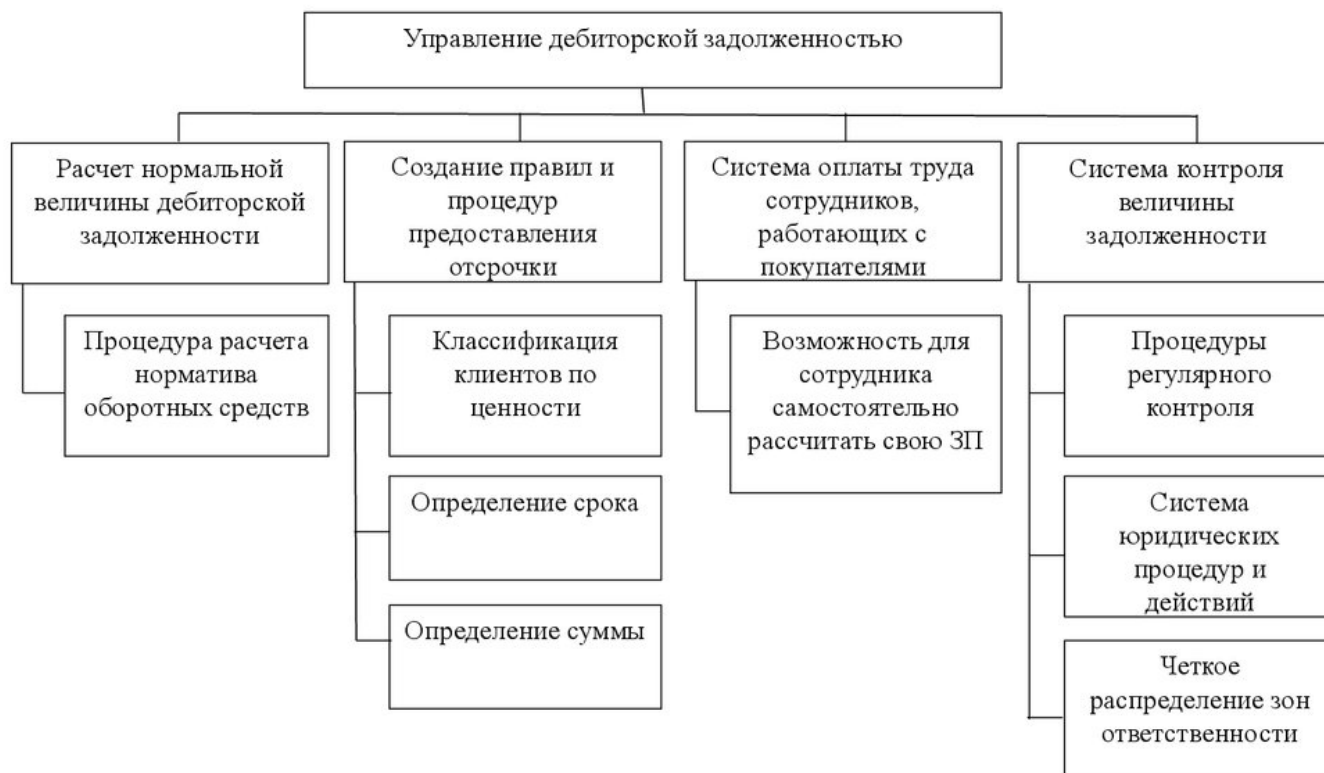 Управление дебиторской задолженностью
Расчет нормальной
величины дебиторской
задолженности
Процедура расчета
норматива
оборотных средств
Создание правил и
процедур
предоставления
отсрочки
Классификация
клиентов по
ценности
Определение срока
Определение суммы
Система оплаты труда
сотрудников,
работающих с
покупателями
Возможность для
сотрудника
самостоятельно
рассчитать свою ЗП
Система контроля
величины
задолженности
Процедуры
регулярного
контроля
Система
юридических
процедур и
действий
Четкое
распределение зон
ответственности